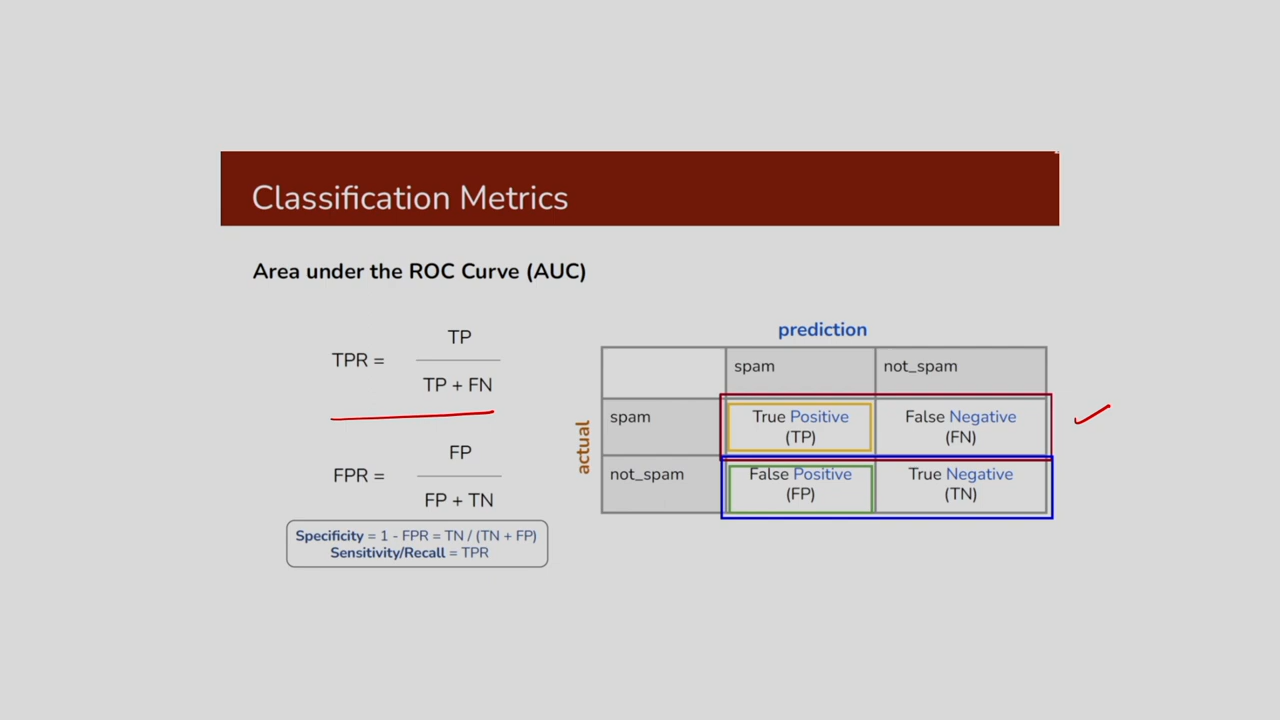 Classification Metrics
Area under the ROC Curve (AUC)
TPR =
TP
TP + FN
FPR =
FP
FP + TN
Specificity = 1 - FPR = TN / (TN + FP)
Sensitivity/Recall = TPR
prediction
actual
spam not_spam
spam True Positive (TP) False Negative (FN)
not_spam False Positive (FP) True Negative (TN)